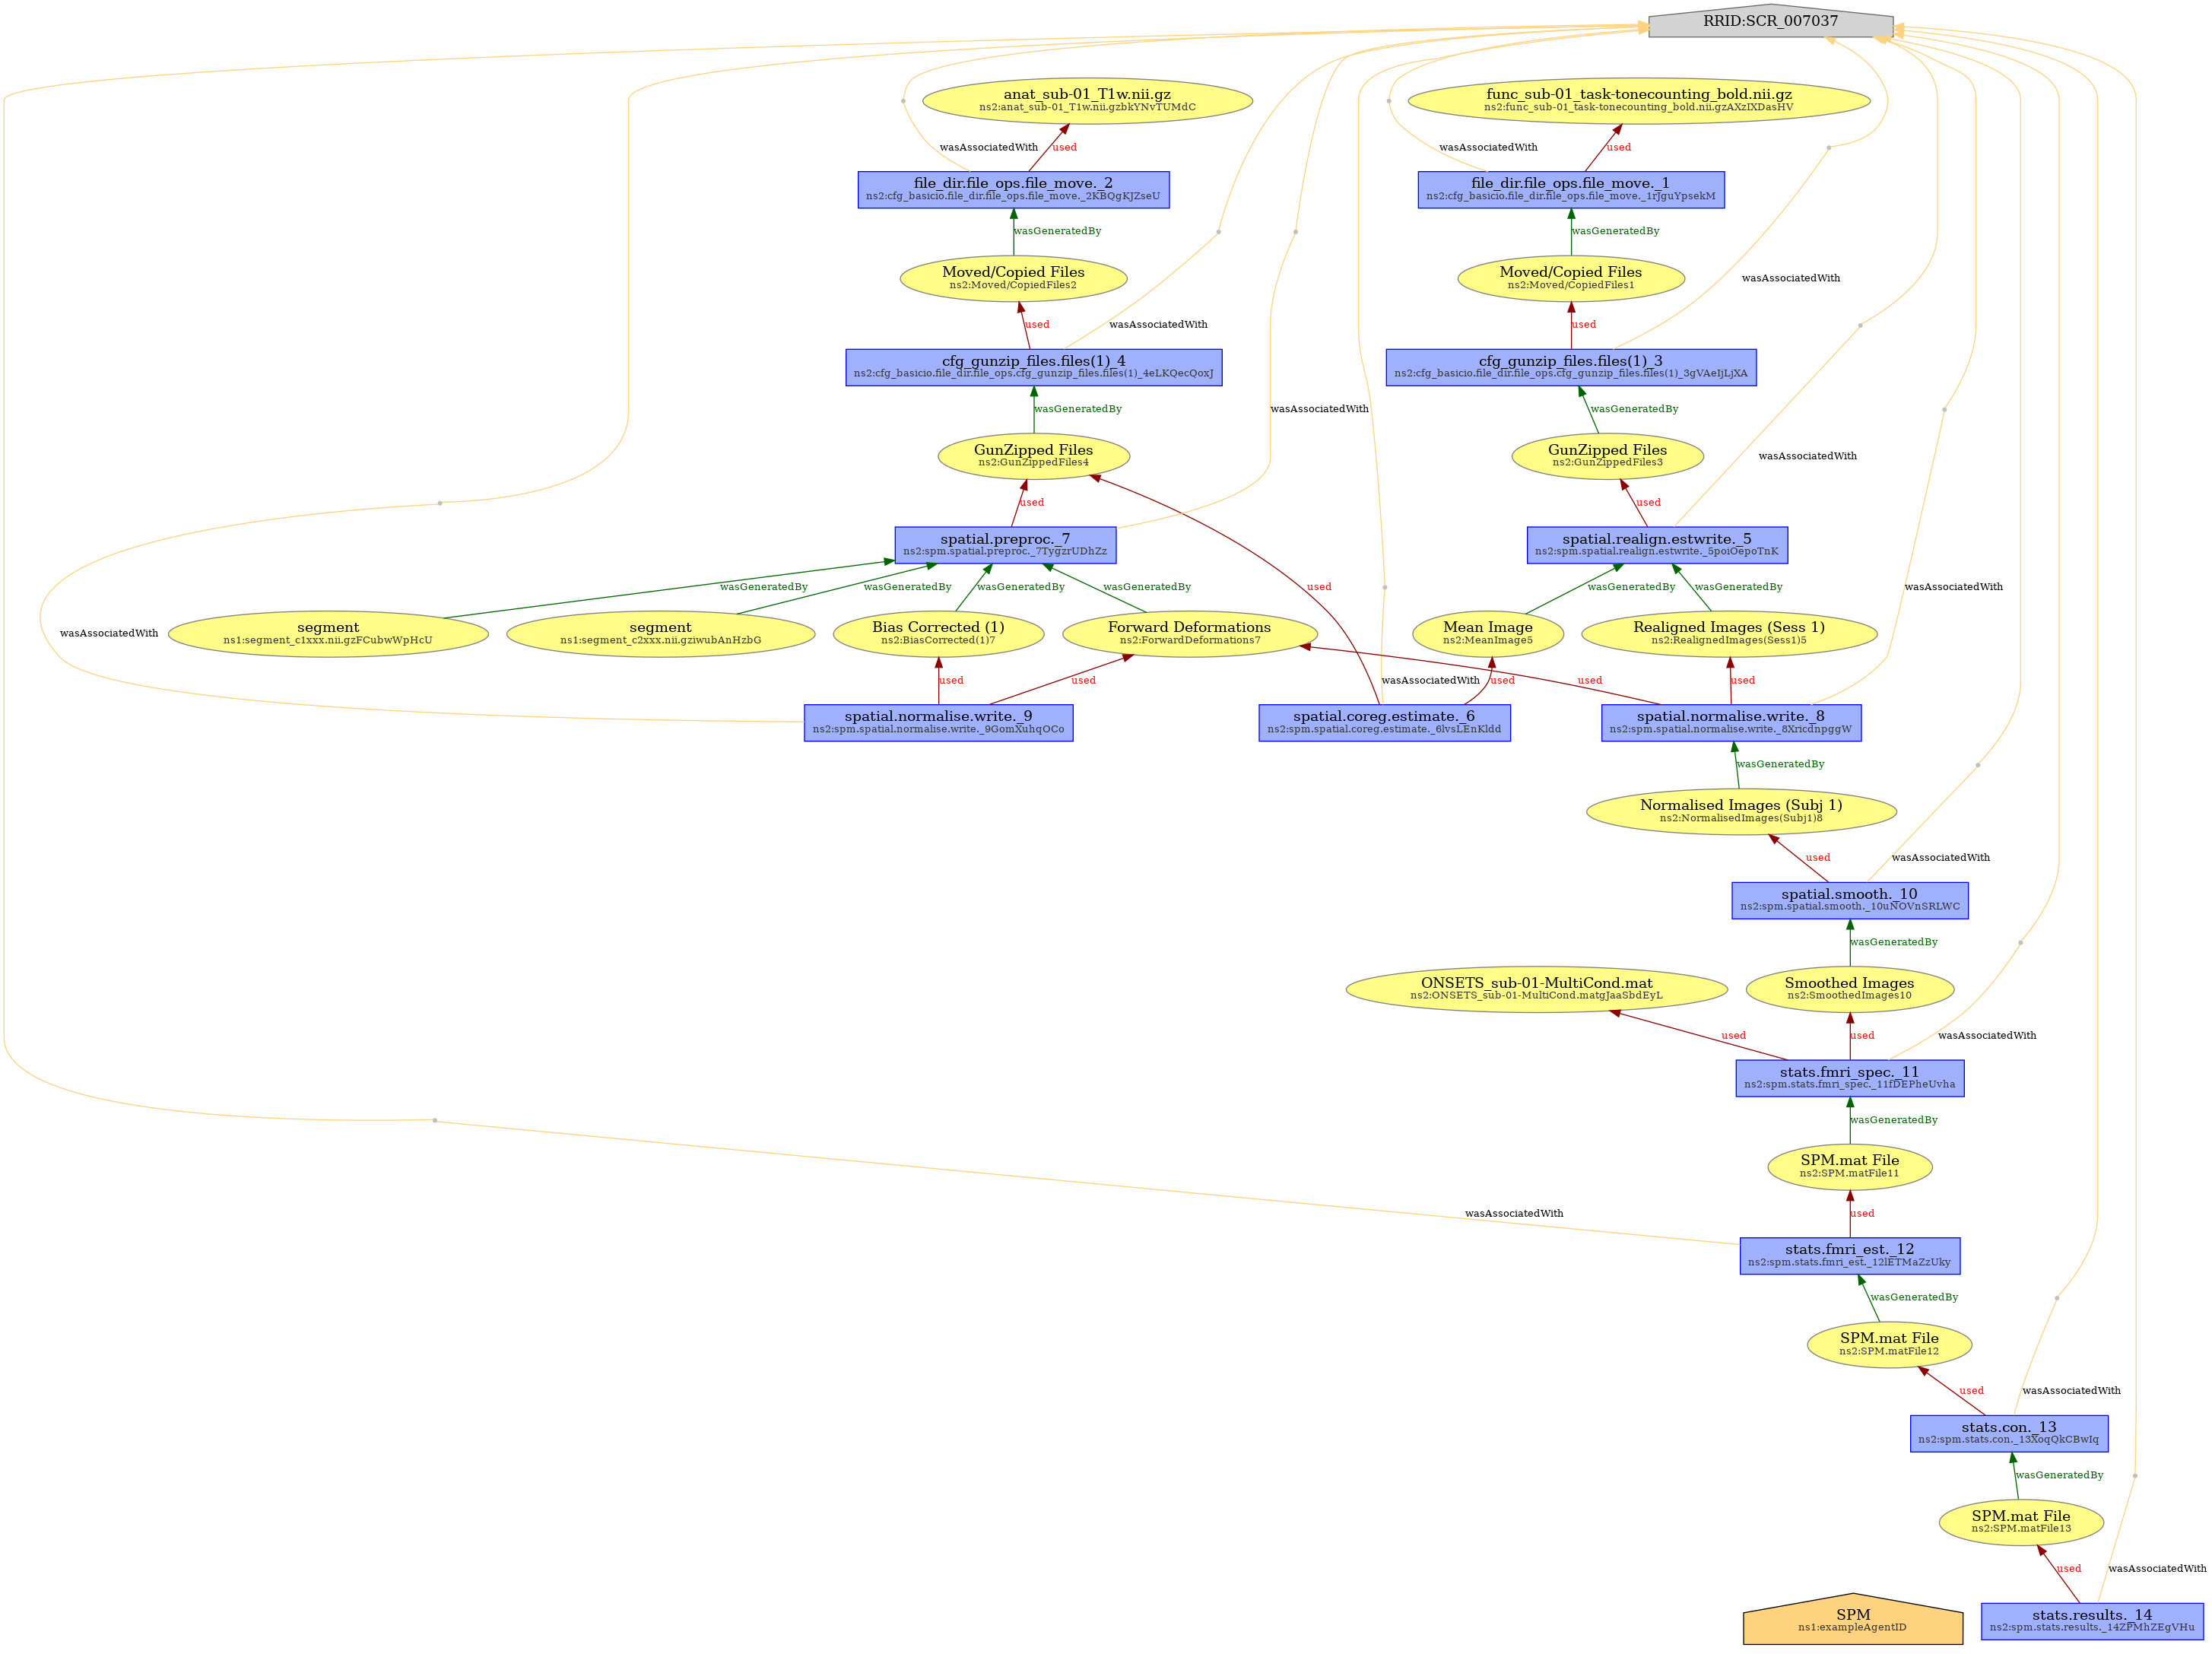 RRID:SCR_007037
anat_sub-01_T1w.nii.gz
ns2:anat_sub-01_T1w.nii.gzbkYNvTUMdC
func_sub-01_task-tonecounting_bold.nii.gz
ns2:func_sub-01_task-tonecounting_bold.nii.gzAXzIXDasHV
wasAssociatedWith
used
wasAssociatedWith
used
file_dir.file_ops.file_move._2
ns2:cfg_basicio.file_dir.file_ops.file_move._2KBQgKJZseU
file_dir.file_ops.file_move._1
ns2:cfg_basicio.file_dir.file_ops.file_move._1rJguYpsekM
wasGeneratedBy
wasGeneratedBy
Moved/Copied Files
ns2:Moved/CopiedFiles2
Moved/Copied Files
ns2:Moved/CopiedFiles1
wasAssociatedWith
used
wasAssociatedWith
used
cfg_gunzip_files.files(1)_4
ns2:cfg_basicio.file_dir.file_ops.cfg_gunzip_files.files(1)_4eLKQecQoxJ
cfg_gunzip_files.files(1)_3
ns2:cfg_basicio.file_dir.file_ops.cfg_gunzip_files.files(1)_3gVAeIjLjXA
wasGeneratedBy
wasAssociatedWith
wasGeneratedBy
GunZipped Files
ns2:GunZippedFiles4
GunZipped Files
ns2:GunZippedFiles3
wasAssociatedWith
used
used
spatial.preproc._7
ns2:spm.spatial.preproc._7TygzrUDhZz
spatial.realign.estwrite._5
ns2:spm.spatial.realign.estwrite._5poiOepoTnK
wasGeneratedBy
wasGeneratedBy
wasGeneratedBy
wasGeneratedBy
used
wasGeneratedBy
wasGeneratedBy
wasAssociatedWith
wasAssociatedWith
segment
ns1:segment_c1xxx.nii.gzFCubwWpHcU
segment
ns1:segment_c2xxx.nii.gziwubAnHzbG
Bias Corrected (1)
ns2:BiasCorrected(1)7
Forward Deformations
ns2:ForwardDeformations7
Mean Image
ns2:MeanImage5
Realigned Images (Sess 1)
ns2:RealignedImages(Sess1)5
used
used
wasAssociatedWith
used
used
used
spatial.normalise.write._9
ns2:spm.spatial.normalise.write._9GomXuhqOCo
spatial.coreg.estimate._6
ns2:spm.spatial.coreg.estimate._6lvsLEnKldd
spatial.normalise.write._8
ns2:spm.spatial.normalise.write._8XricdnpggW
wasGeneratedBy
Normalised Images (Subj 1)
ns2:NormalisedImages(Subj1)8
used
wasAssociatedWith
spatial.smooth._10
ns2:spm.spatial.smooth._10uNOVnSRLWC
wasGeneratedBy
ONSETS_sub-01-MultiCond.mat
ns2:ONSETS_sub-01-MultiCond.matgJaaSbdEyL
Smoothed Images
ns2:SmoothedImages10
used
used
wasAssociatedWith
stats.fmri_spec._11
ns2:spm.stats.fmri_spec._11fDEPheUvha
wasGeneratedBy
SPM.mat File
ns2:SPM.matFile11
wasAssociatedWith
used
stats.fmri_est._12
ns2:spm.stats.fmri_est._12lETMaZzUky
wasGeneratedBy
SPM.mat File
ns2:SPM.matFile12
used
wasAssociatedWith
stats.con._13
ns2:spm.stats.con._13XoqQkCBwIq
wasGeneratedBy
SPM.mat File
ns2:SPM.matFile13
used
wasAssociatedWith
SPM
ns1:exampleAgentID
stats.results._14
ns2:spm.stats.results._14ZPMhZEgVHu